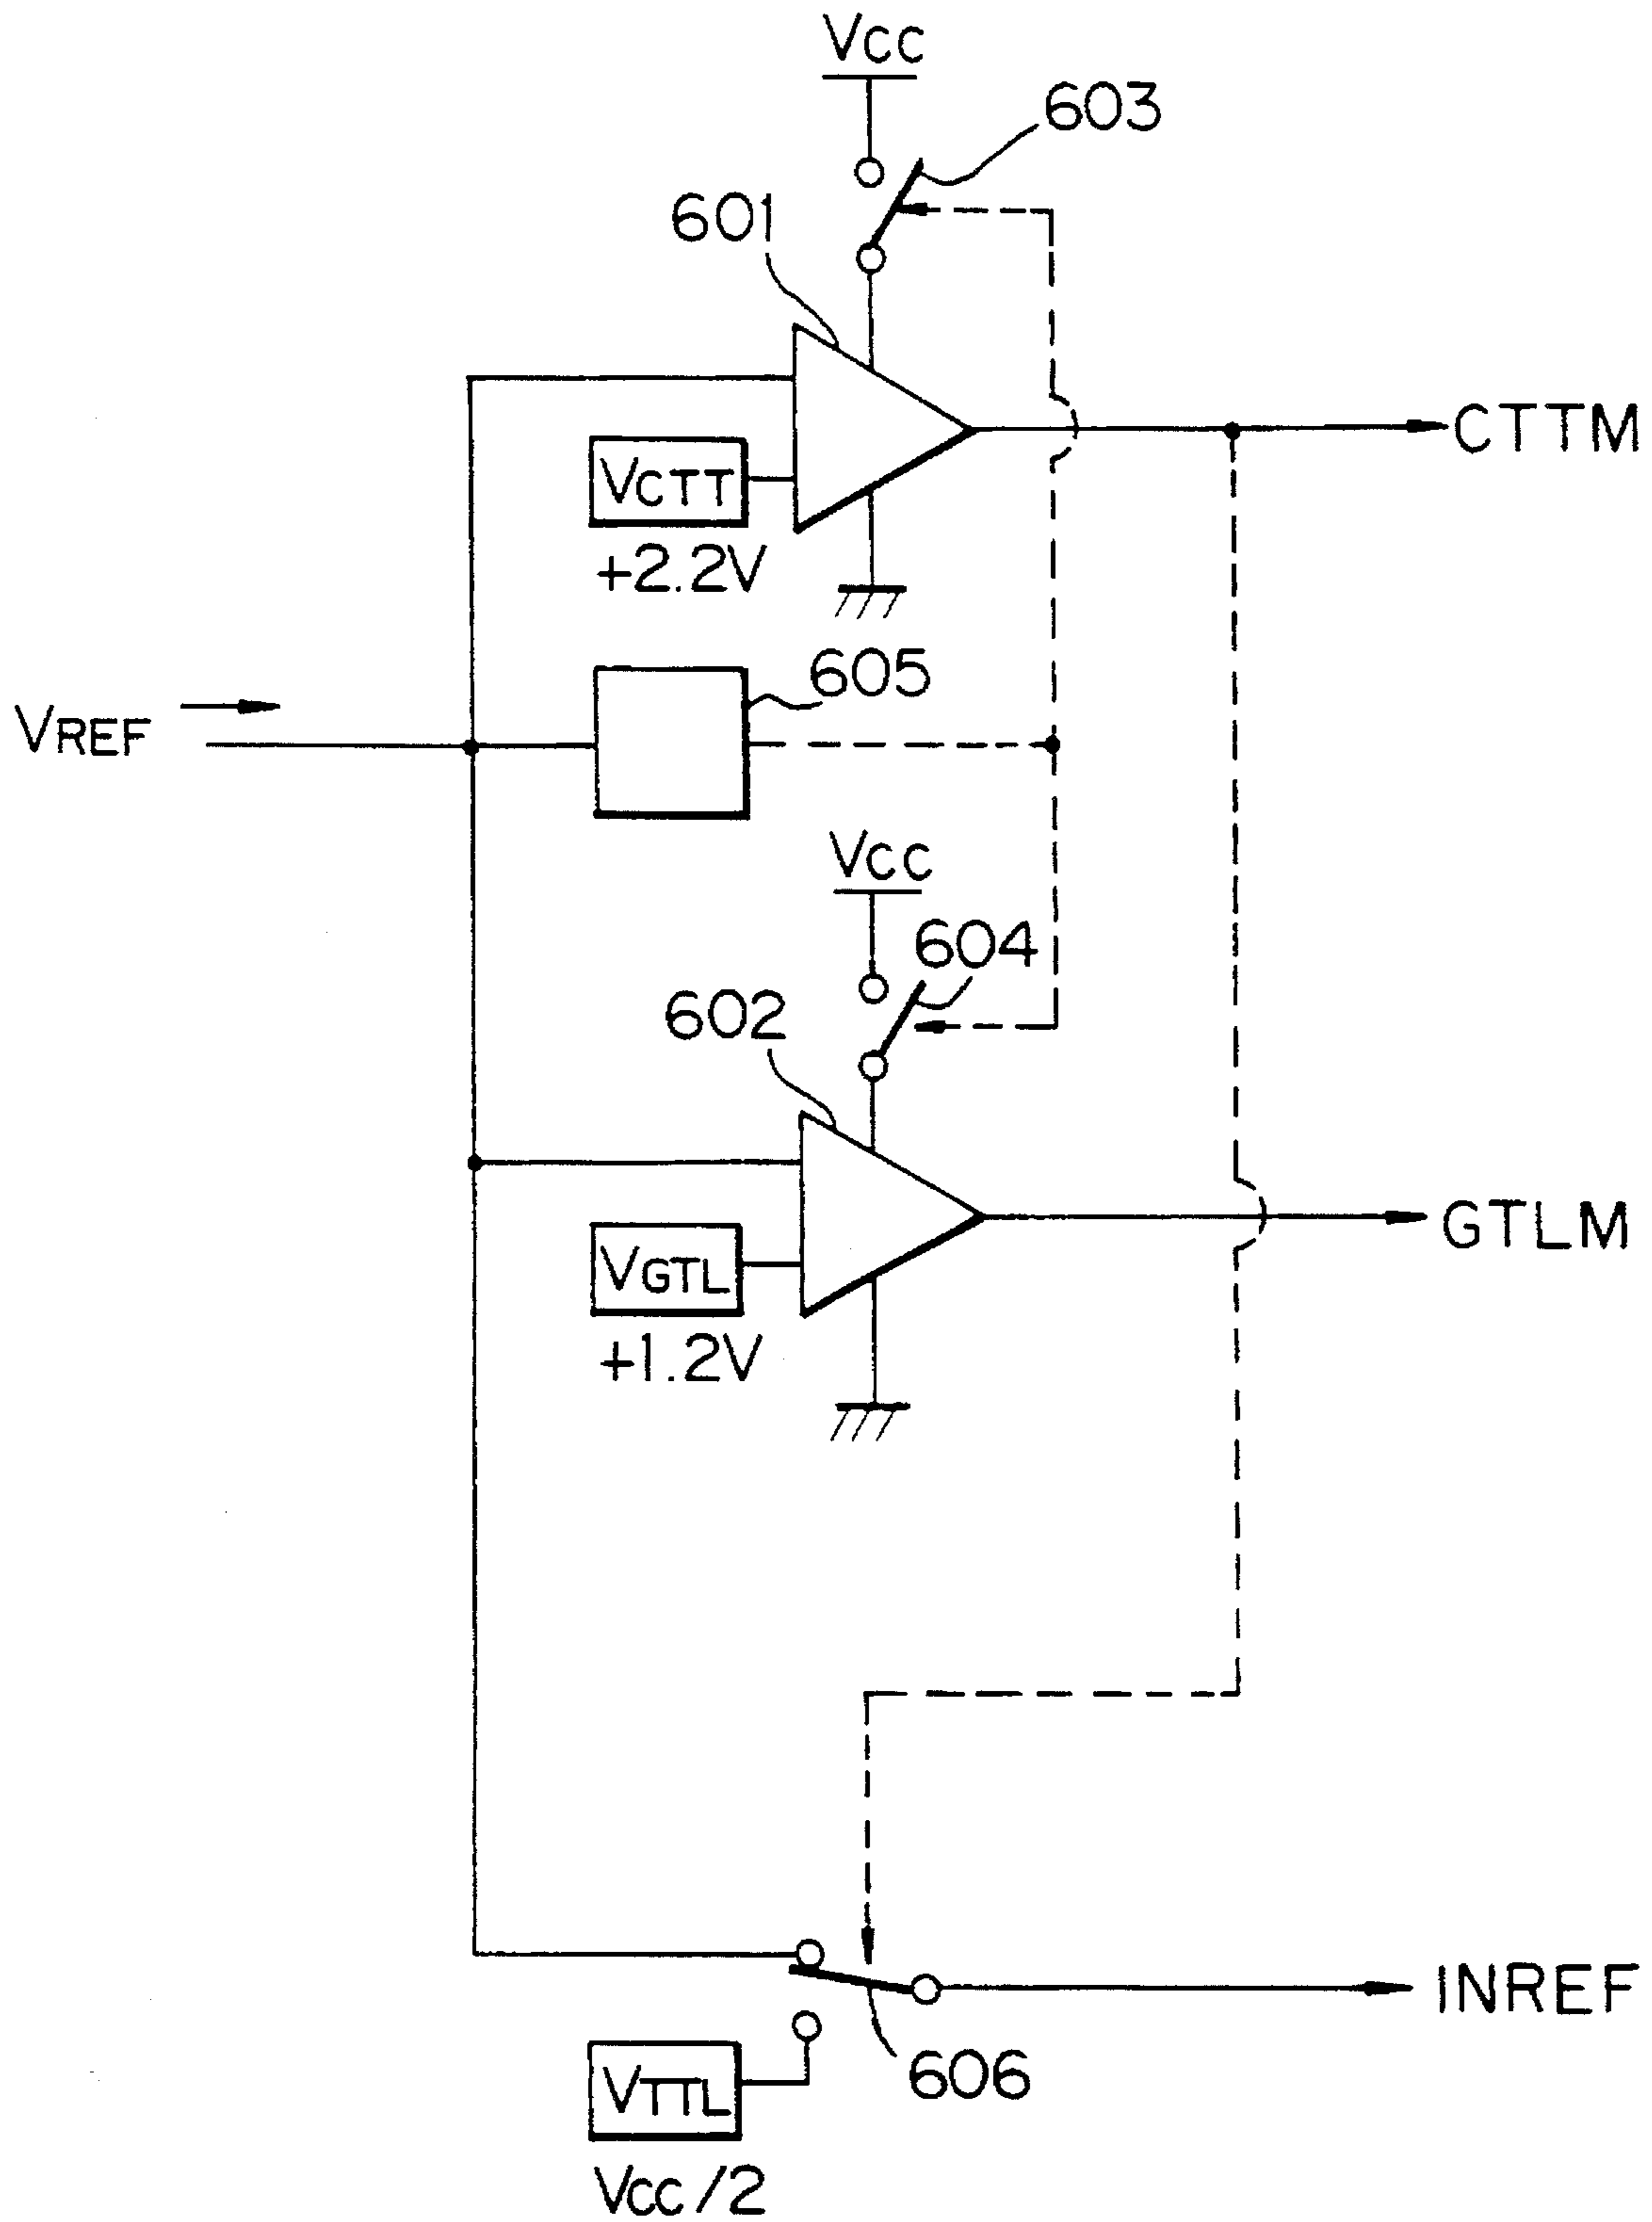 VCC
603
601
CTTM
VCTT
+2.2V
605
VREF
VCC
604
602
GTLM
VGTL
+1.2V
INREF
606
VTTL
VCC/2